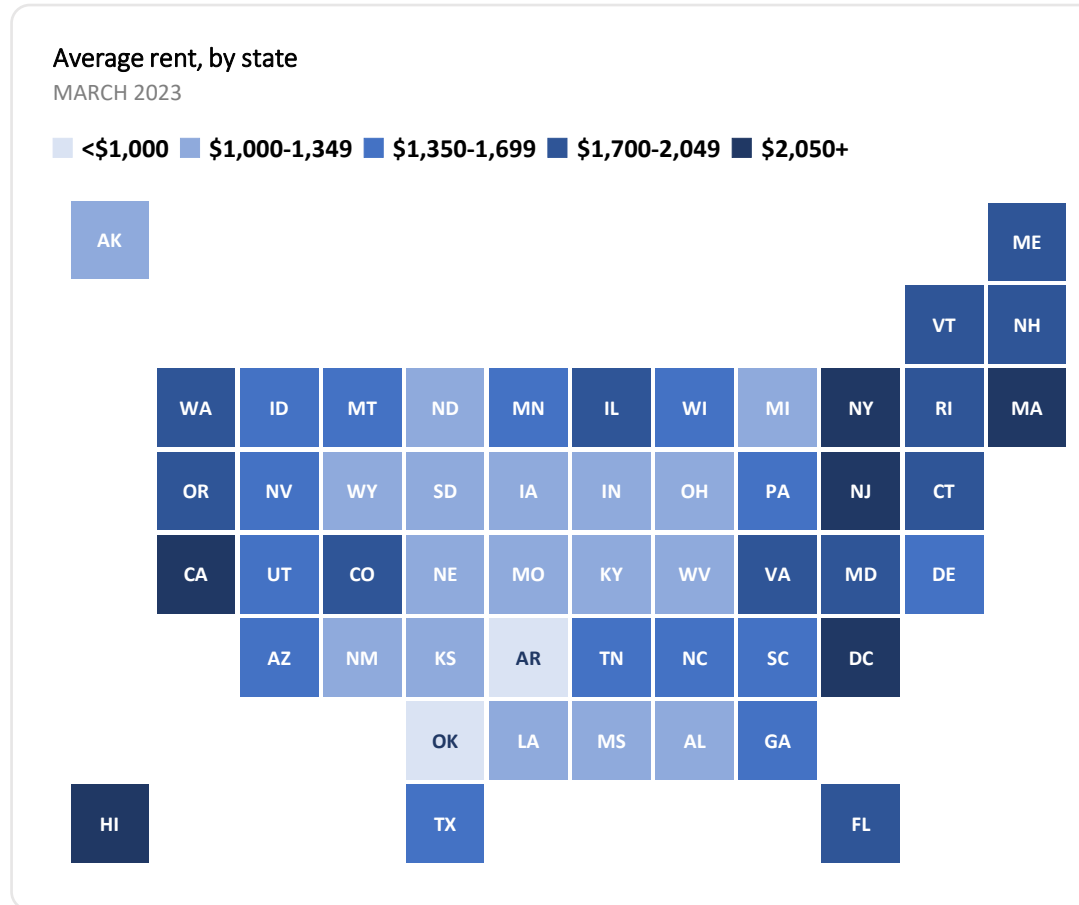 Average rent, by state
MARCH 2023
<$1,000 $1,000-1,349 $1,350-1,699 $1,700-2,049 $2,050+
AK ME
VT NH
WA ID MT ND MN IL WI MI NY RI MA
OR NV WY SD IA IN OH PA NJ CT
CA UT CO NE MO KY WV VA MD DE
AZ NM KS AR TN NC SC DC
OK LA MS AL GA
HI TX FL